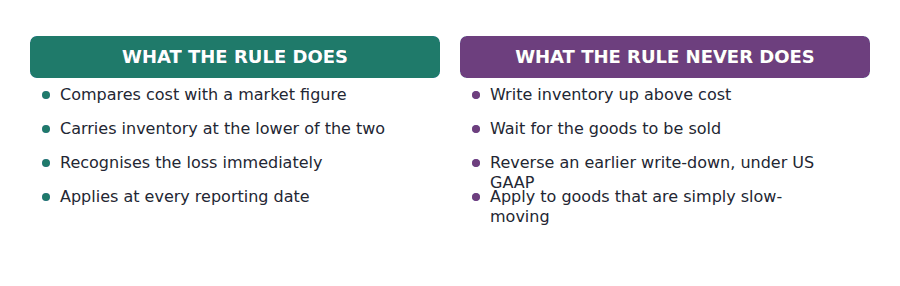 WHAT THE RULE DOES
Compares cost with a market figure
Carries inventory at the lower of the two
Recognises the loss immediately
Applies at every reporting date
WHAT THE RULE NEVER DOES
Write inventory up above cost
Wait for the goods to be sold
Reverse an earlier write-down, under US
GAAP
Apply to goods that are simply slow-
moving